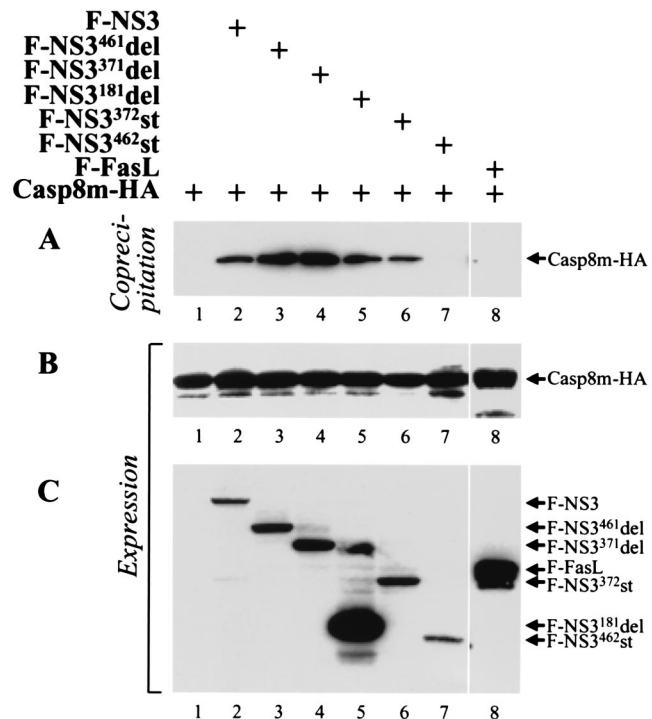 F-NS3 +
F-NS3⁴⁶¹del +
F-NS3³⁷¹del +
F-NS3¹⁸¹del +
F-NS3³⁷²st +
F-NS3⁴⁶²st +
F-FasL +
Casp8m-HA + + + + + + + +
A
Copreci-
pitation
Casp8m-HA
1 2 3 4 5 6 7 8
B
Casp8m-HA
1 2 3 4 5 6 7 8
Expression
C
F-NS3
F-NS3⁴⁶¹del
F-NS3³⁷¹del
F-FasL
F-NS3³⁷²st
F-NS3¹⁸¹del
F-NS3⁴⁶²st
1 2 3 4 5 6 7 8